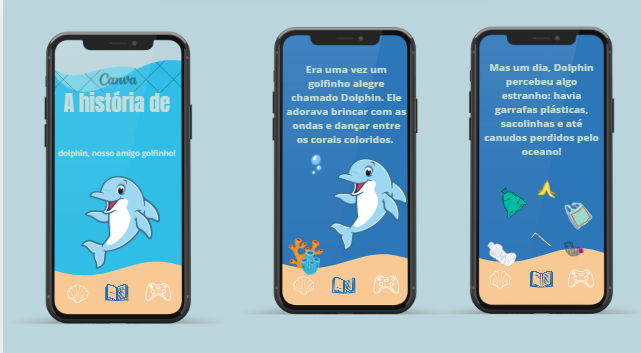 Canva
A história de
dolphin, nosso amigo golfinho!
Era uma vez um
golfinho alegre
chamado Dolphin. Ele
adorava brincar com as
ondas e dançar entre
os corais coloridos.
Mas um dia, Dolphin
percebeu algo
estranho: havia
garrafas plásticas,
sacolinhas e até
canudos perdidos pelo
oceano!